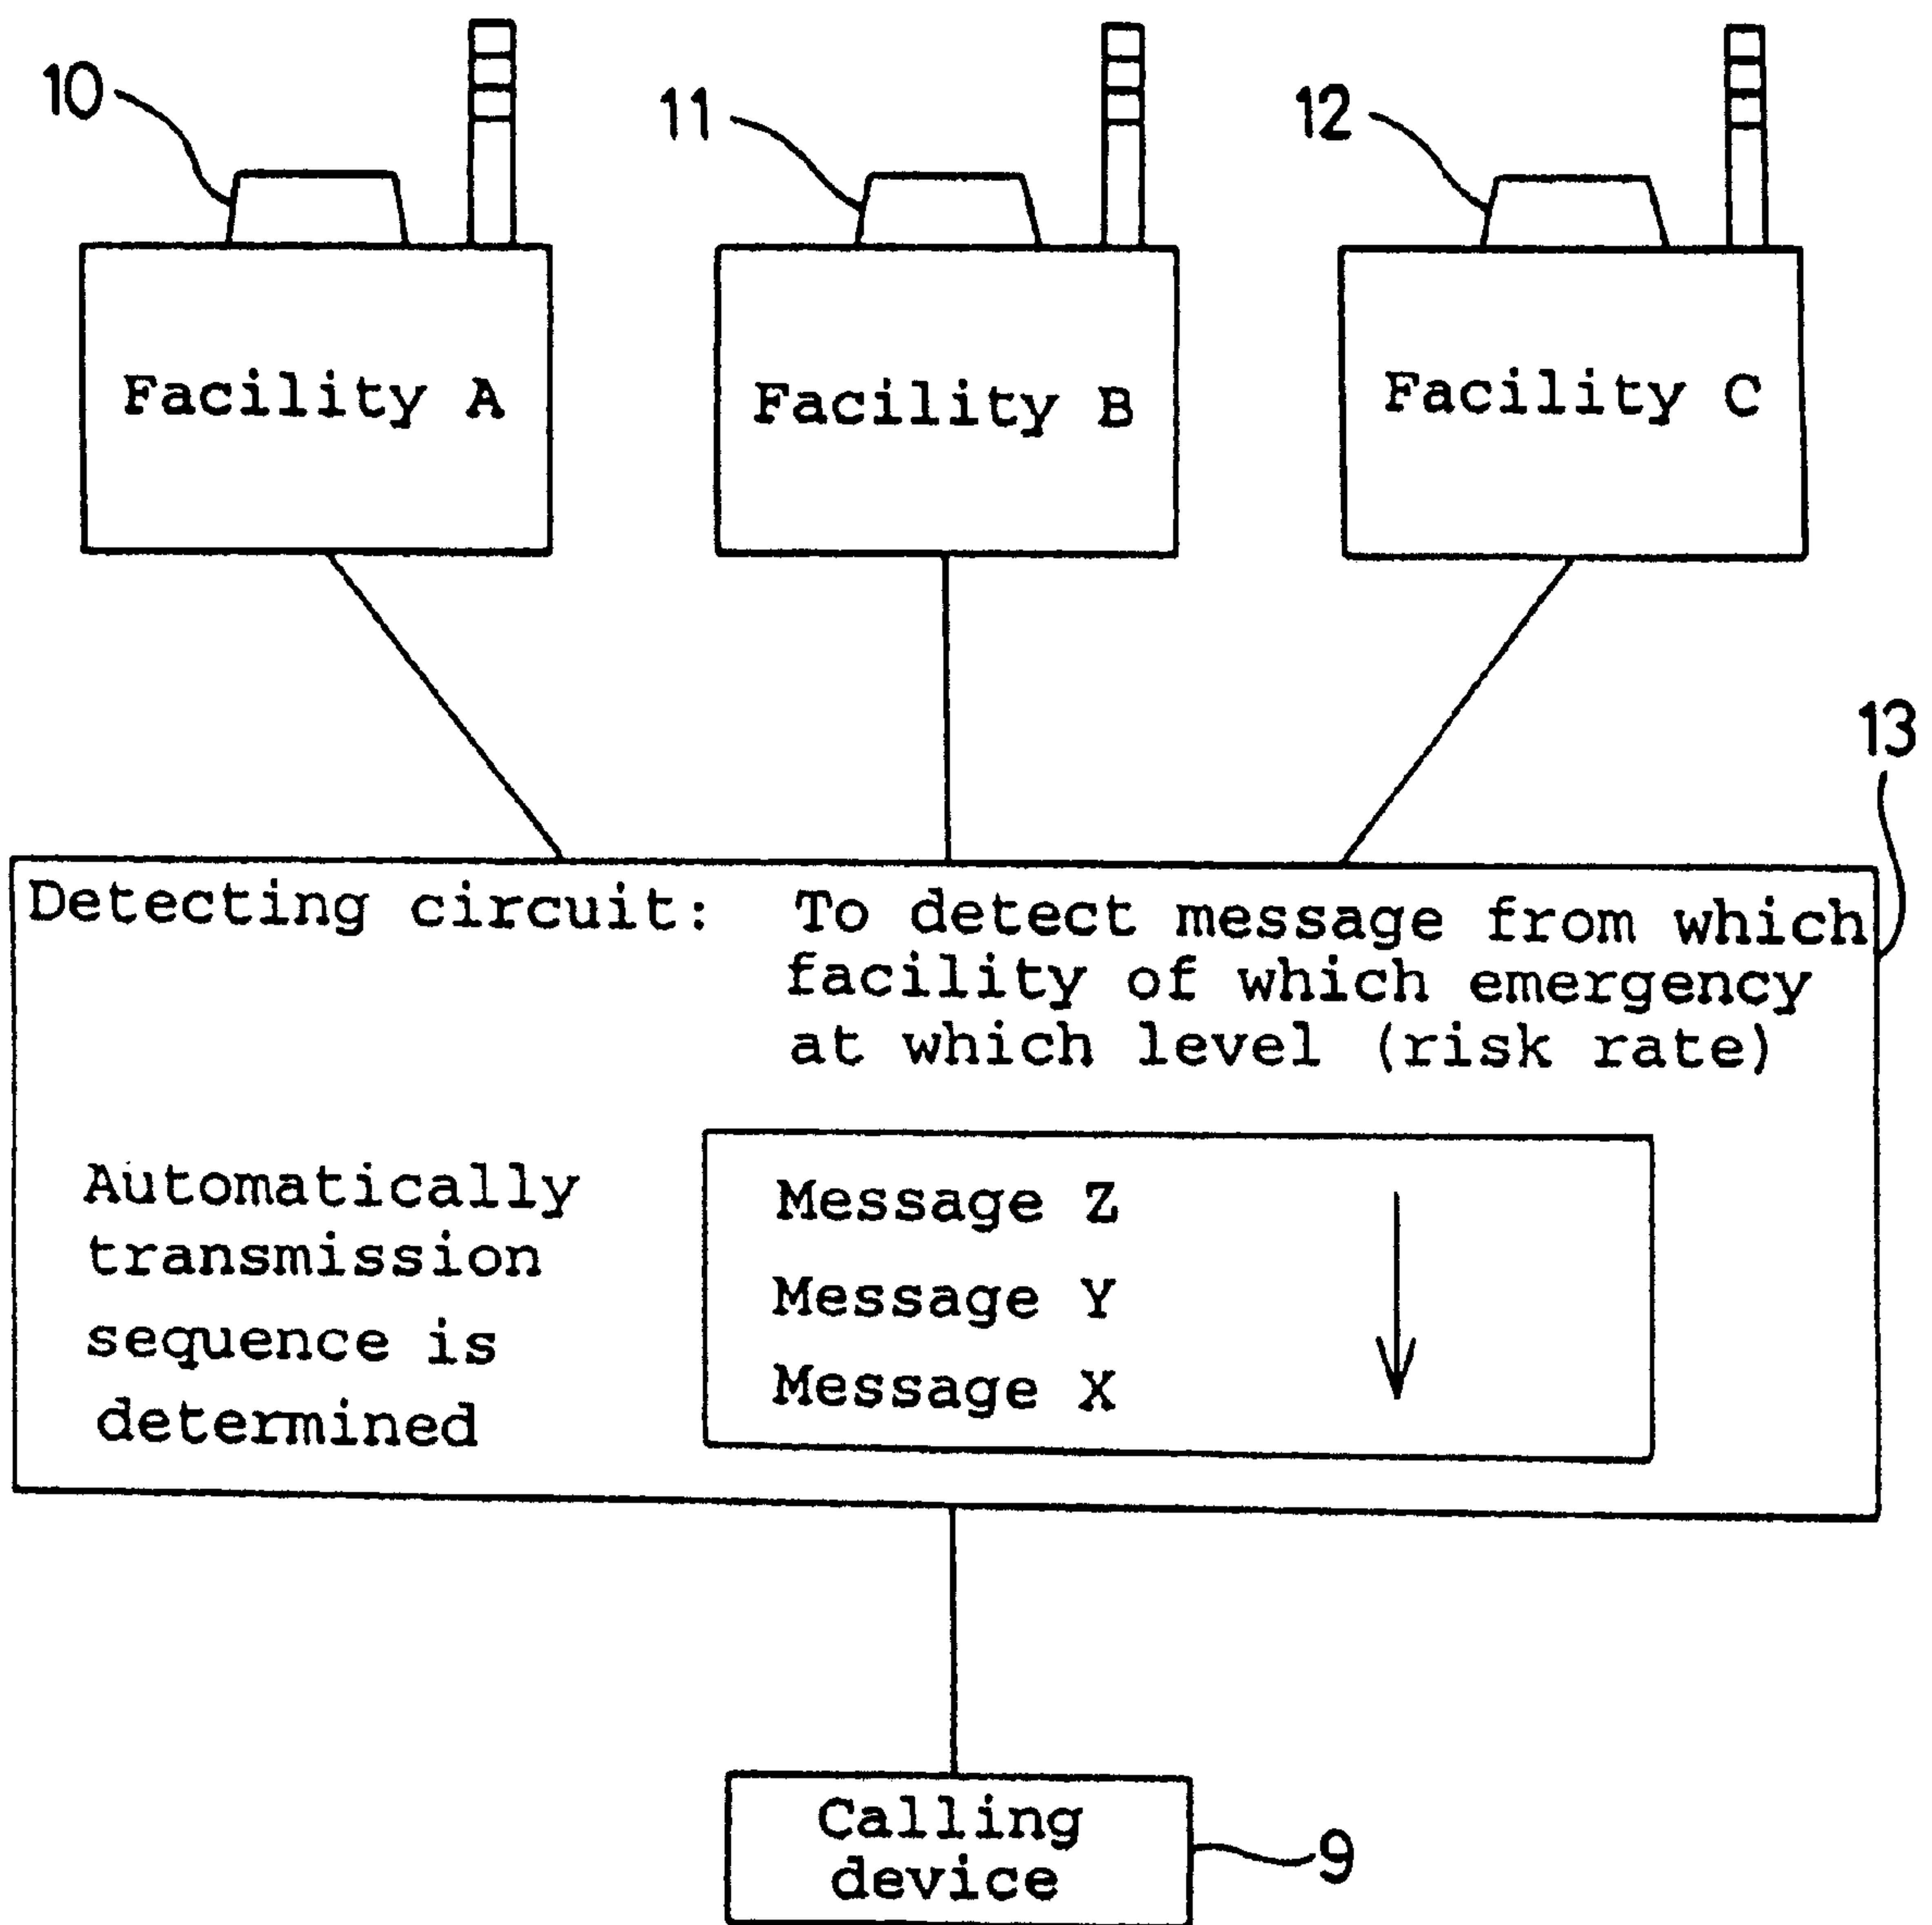 10
11
12
Facility A
Facility B
Facility C
13
Detecting circuit: To detect message from which
facility of which emergency
at which level (risk rate)
Automatically
transmission
sequence is
determined
Message Z
Message Y
Message X
Calling
device
9